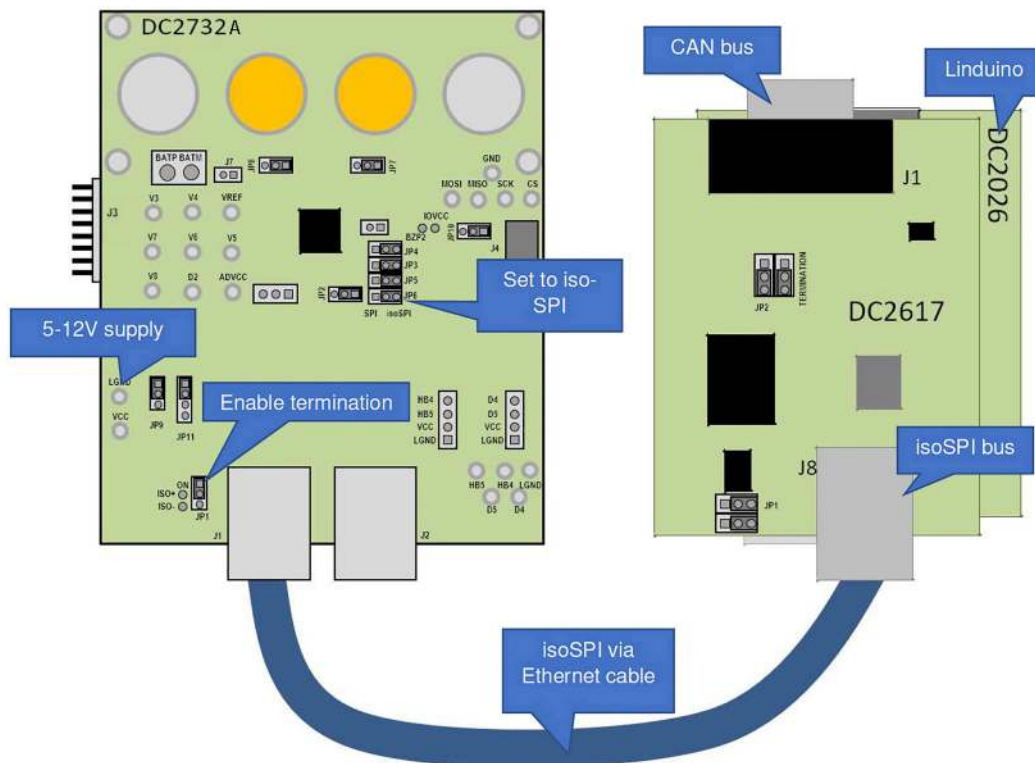 DC2732A
CAN bus
Linduino
DC2026
BATP BATM
J7
JP8
JP7
GND
MOSI MISO SCK CS
J1
J3
V3 V4 VREF
IOVCC
JP10
J4
BZP2
V7 V6 V5
JP4
JP3
JP5
JP6
V8 D2 ADVCC
JP2
SPI isoSPI
Set to iso-
SPI
TERMINATION
JP2
DC2617
5-12V supply
LGND
VCC
JP9
JP11
Enable termination
HB4
HB5
VCC
LGND
D4
D5
VCC
LGND
isoSPI bus
J8
JP1
ON
ISO+
ISO-
JP1
HB5 HB4 LGND
D5 D4
J1
J2
isoSPI via
Ethernet cable